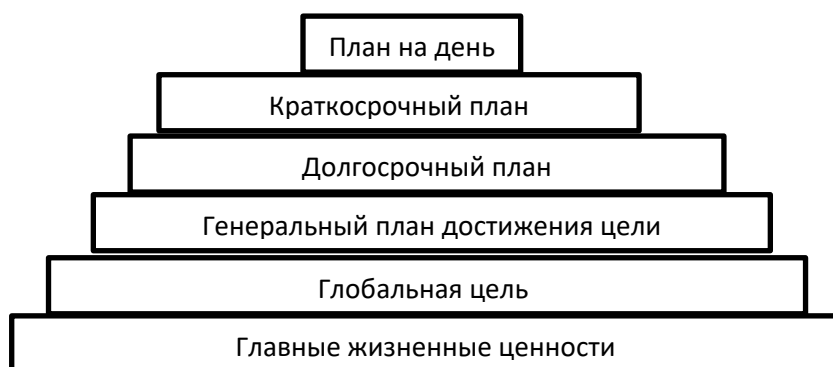 План на день
Краткосрочный план
Долгосрочный план
Генеральный план достижения цели
Глобальная цель
Главные жизненные ценности